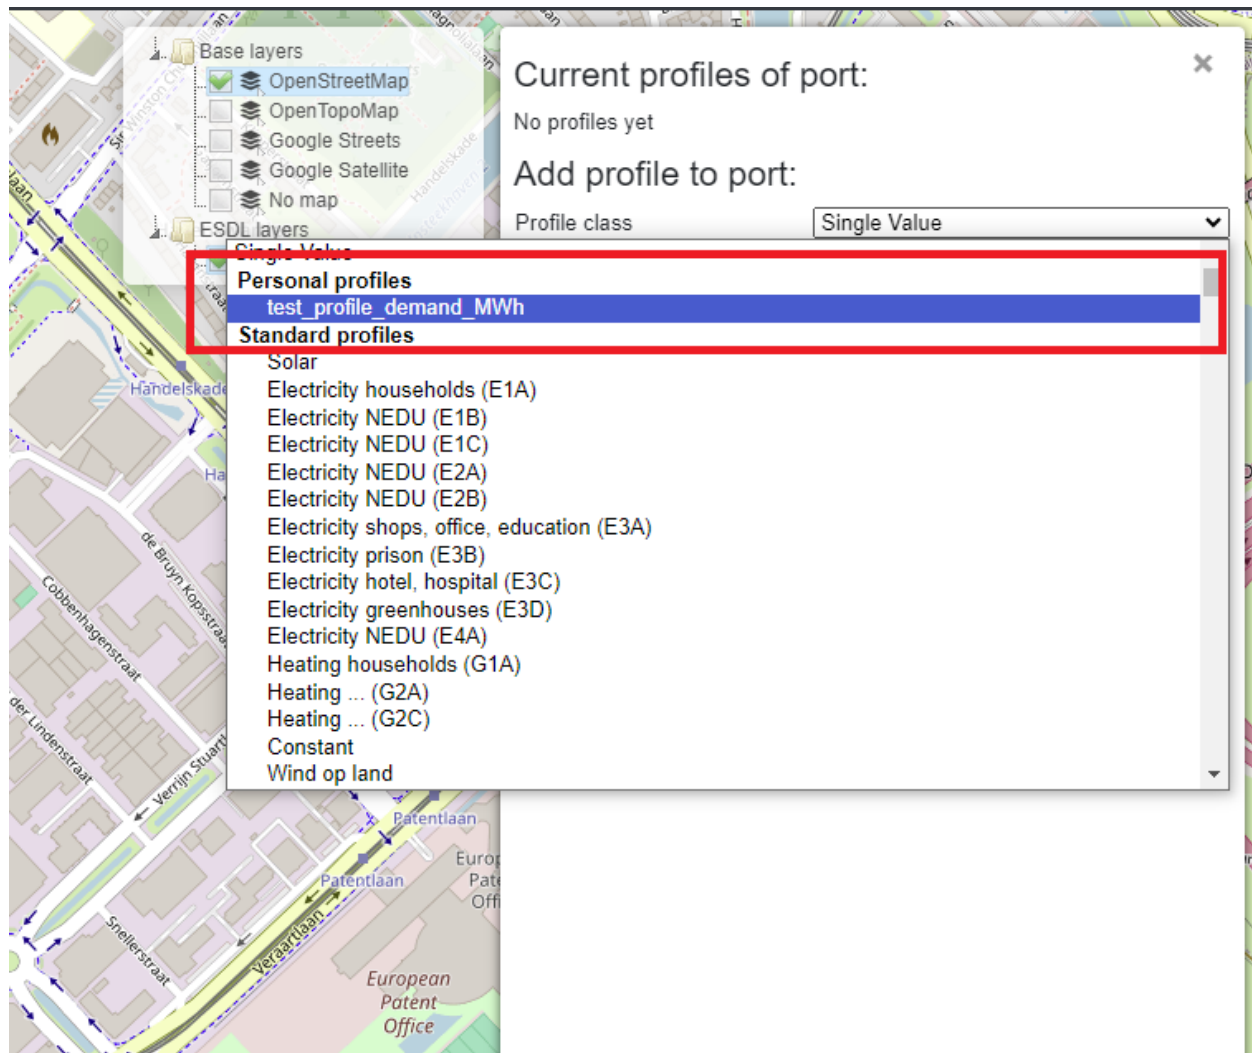 Base layers
OpenStreetMap
OpenTopoMap
Google Streets
Google Satellite
No map
ESDL layers
Current profiles of port:
No profiles yet
Add profile to port:
Profile class
Single Value
Single Value
Personal profiles
test_profile_demand_MWh
Standard profiles
Solar
Electricity households (E1A)
Electricity NEDU (E1B)
Electricity NEDU (E1C)
Electricity NEDU (E2A)
Electricity NEDU (E2B)
Electricity shops, office, education (E3A)
Electricity prison (E3B)
Electricity hotel, hospital (E3C)
Electricity greenhouses (E3D)
Electricity NEDU (E4A)
Heating households (G1A)
Heating ... (G2A)
Heating ... (G2C)
Constant
Wind op land
Handelskade
Handelskade
de Bruyn Kopsstraat
Cobbenhagenstraat
der Lindenstraat
Verrijn Stuart
Patentlaan
Patentlaan
Snellerstraat
Veraartlaan
European
Patent
Office